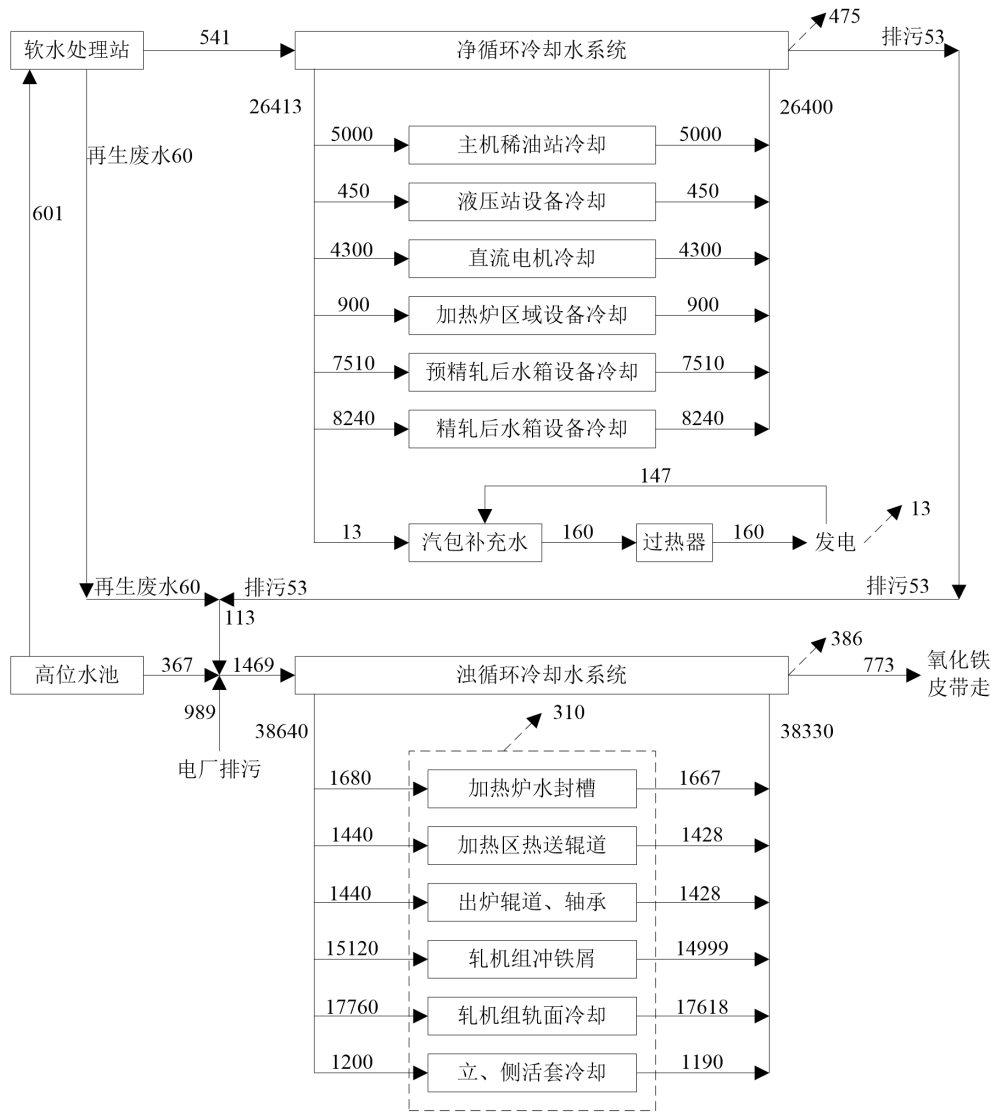 软水处理站
541
净循环冷却水系统
475
排污53
26413
26400
再生废水60
601
5000
主机稀油站冷却
5000
450
液压站设备冷却
450
4300
直流电机冷却
4300
900
加热炉区域设备冷却
900
7510
预精轧后水箱设备冷却
7510
8240
精轧后水箱设备冷却
8240
147
13
汽包补充水
160
过热器
160
发电
13
再生废水60
排污53
排污53
113
高位水池
367
1469
浊循环冷却水系统
386
773
氧化铁
皮带走
989
电厂排污
38640
310
38330
1680
加热炉水封槽
1667
1440
加热区热送辊道
1428
1440
出炉辊道、轴承
1428
15120
轧机组冲铁屑
14999
17760
轧机组轨面冷却
17618
1200
立、侧活套冷却
1190